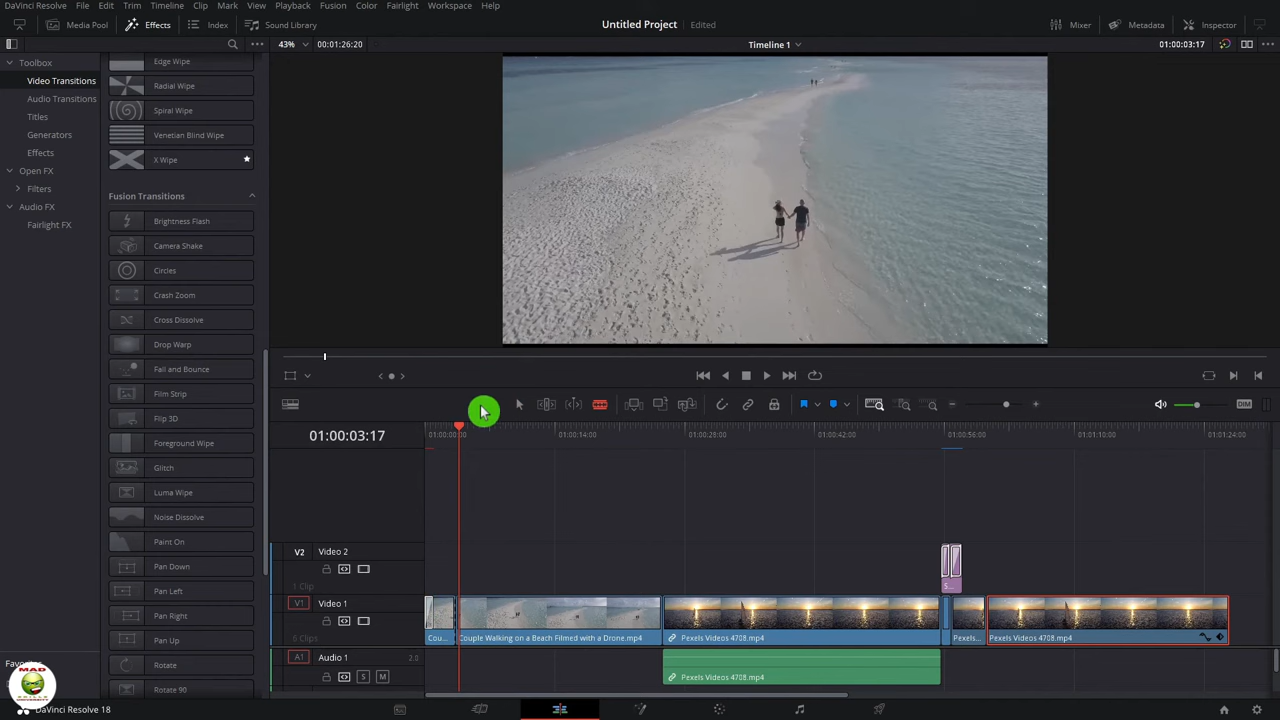 DaVinci Resolve File Edit Trim Timeline Clip Mark View Playback Fusion Color Fairlight Workspace Help
Media Pool Effects Index Sound Library Untitled Project Edited Mixer Metadata Inspector
43% 00:01:26:20 Timeline 1 01:00:03:17
Toolbox
Video Transitions
Audio Transitions
Titles
Generators
Effects
Open FX
Filters
Audio FX
Fairlight FX
Edge Wipe
Radial Wipe
Spiral Wipe
Venetian Blind Wipe
X Wipe
Fusion Transitions
Brightness Flash
Camera Shake
Circles
Crash Zoom
Cross Dissolve
Drop Warp
Fall and Bounce
Film Strip
Flip 3D
Foreground Wipe
Glitch
Luma Wipe
Noise Dissolve
Paint On
Pan Down
Pan Left
Pan Right
Pan Up
Rotate
Rotate 90
DIM
01:00:03:17 01:00:14:00 01:00:28:00 01:00:42:00 01:00:56:00 01:01:10:00 01:01:24:00
V2 Video 2
1 Clip
S...
V1 Video 1
6 Clips
Cou... Couple Walking on a Beach Filmed with a Drone.mp4 Pexels Videos 4708.mp4 Pexels... Pexels Videos 4708.mp4
A1 Audio 1 2.0
S M
Pexels Videos 4708.mp4
MAD
DaVinci Resolve 18